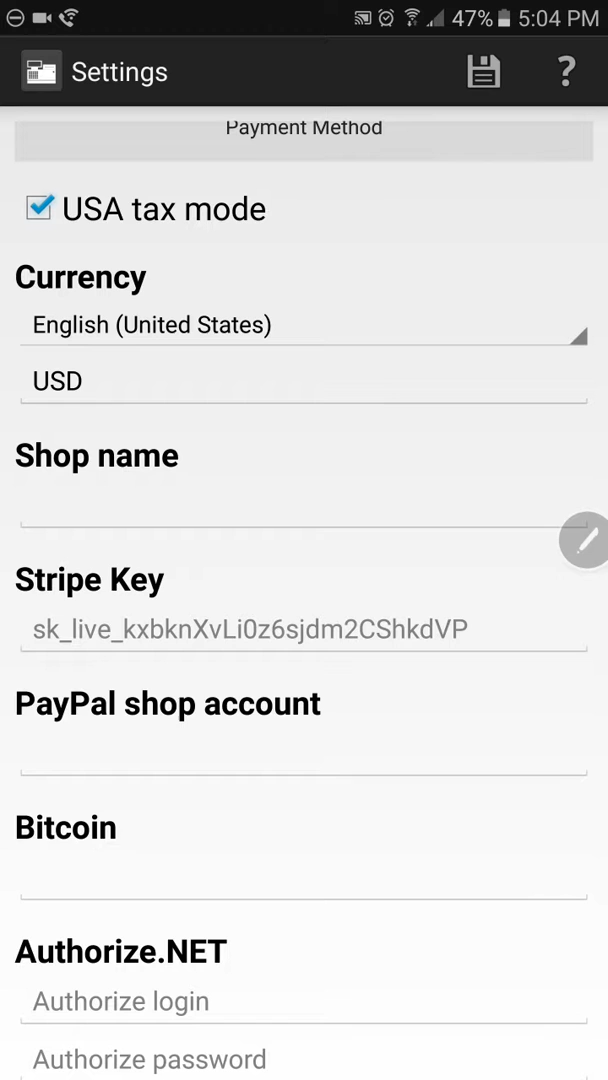 47% 5:04 PM
Settings ?
Payment Method
USA tax mode
Currency
English (United States)
USD
Shop name
Stripe Key
sk_live_kxbknXvLi0z6sjdm2CShkdVP
PayPal shop account
Bitcoin
Authorize.NET
Authorize login
Authorize password